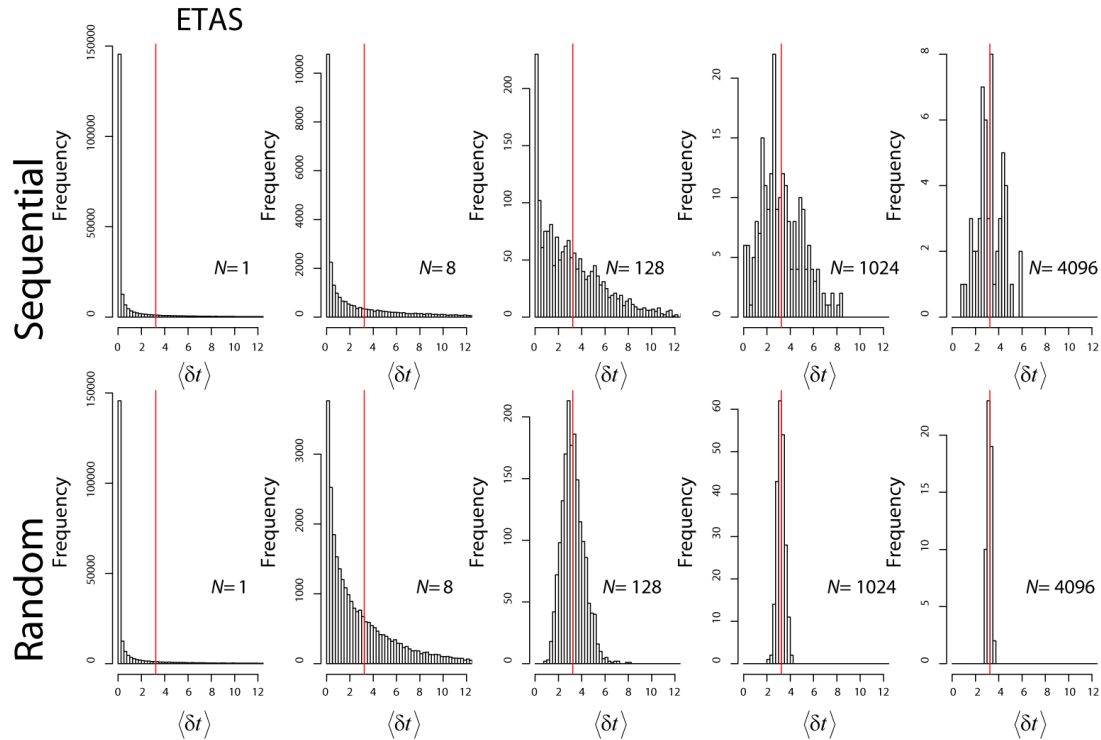 ETAS
Sequential
Frequency
0 50000 100000 150000
N= 1
0 2 4 6 8 10 12
⟨δt⟩
Frequency
0 2000 4000 6000 8000 10000
N= 8
0 2 4 6 8 10 12
⟨δt⟩
Frequency
0 50 100 150 200
N= 128
0 2 4 6 8 10 12
⟨δt⟩
Frequency
0 5 10 15 20
N= 1024
0 2 4 6 8 10 12
⟨δt⟩
Frequency
0 2 4 6 8
N= 4096
0 2 4 6 8 10 12
⟨δt⟩
Random
Frequency
0 50000 100000 150000
N= 1
0 2 4 6 8 10 12
⟨δt⟩
Frequency
0 1000 2000 3000
N= 8
0 2 4 6 8 10 12
⟨δt⟩
Frequency
0 50 100 150 200
N= 128
0 2 4 6 8 10 12
⟨δt⟩
Frequency
0 10 20 30 40 50 60
N= 1024
0 2 4 6 8 10 12
⟨δt⟩
Frequency
0 5 10 15 20
N= 4096
0 2 4 6 8 10 12
⟨δt⟩